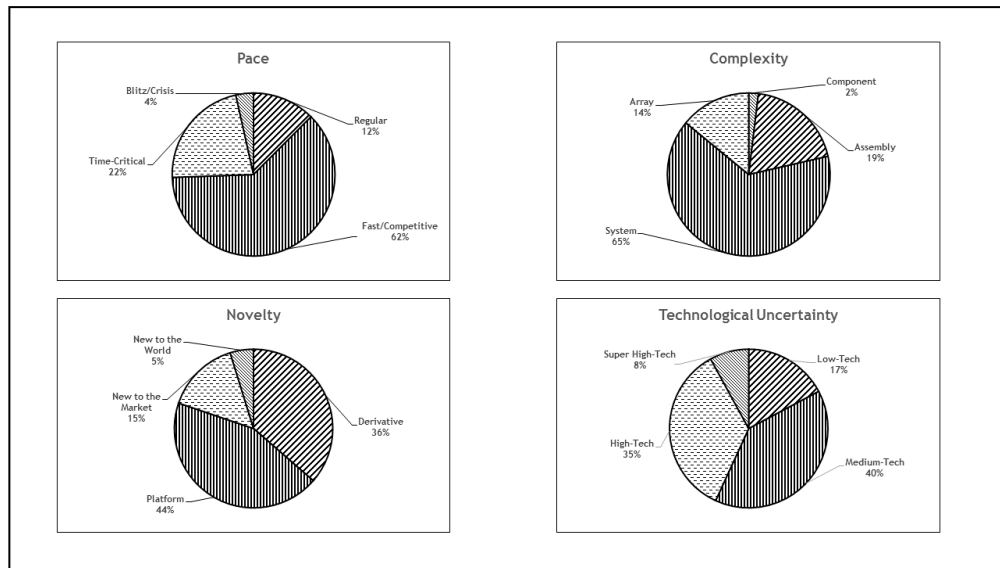 Pace
Blitz/Crisis
4%
Regular
12%
Time-Critical
22%
Fast/Competitive
62%
Complexity
Component
2%
Array
14%
Assembly
19%
System
65%
Novelty
New to the
World
5%
New to the
Market
15%
Derivative
36%
Platform
44%
Technological Uncertainty
Super High-Tech
8%
Low-Tech
17%
High-Tech
35%
Medium-Tech
40%